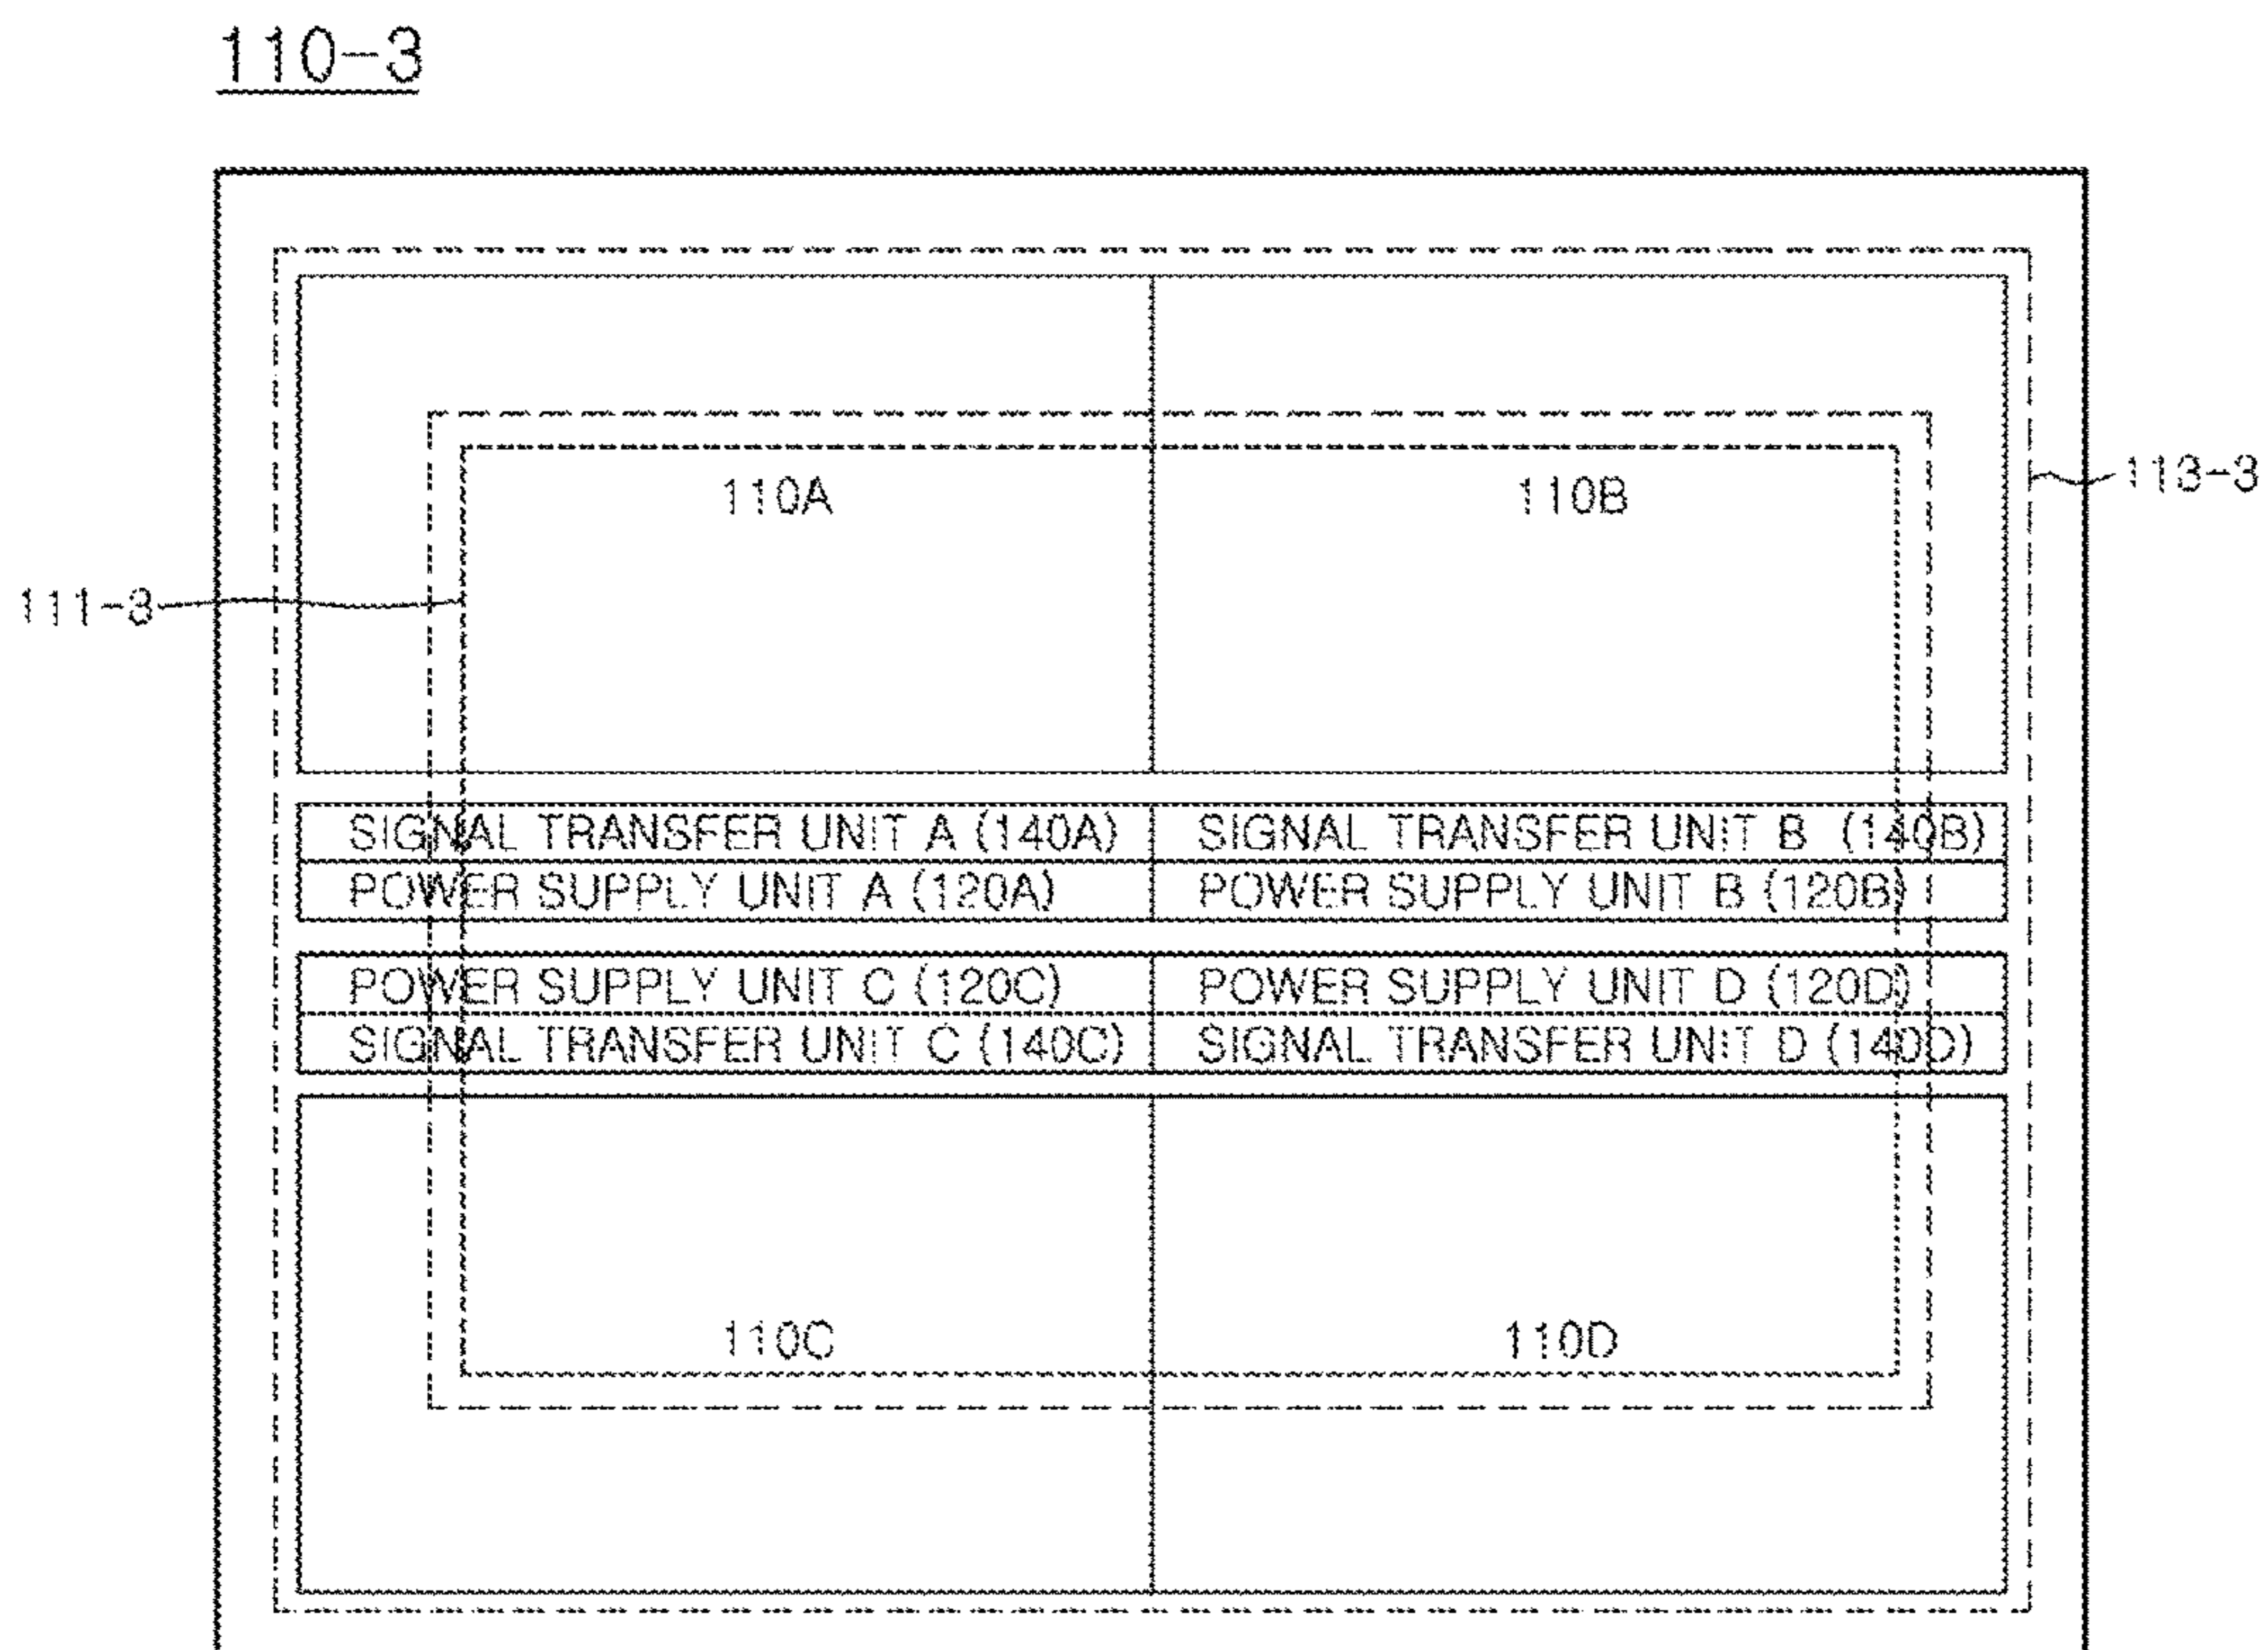 110-3
110A 110B
113-3
111-3
SIGNAL TRANSFER UNIT A (140A) SIGNAL TRANSFER UNIT B (140B)
POWER SUPPLY UNIT A (120A) POWER SUPPLY UNIT B (120B)
POWER SUPPLY UNIT C (120C) POWER SUPPLY UNIT D (120D)
SIGNAL TRANSFER UNIT C (140C) SIGNAL TRANSFER UNIT D (140D)
110C 110D